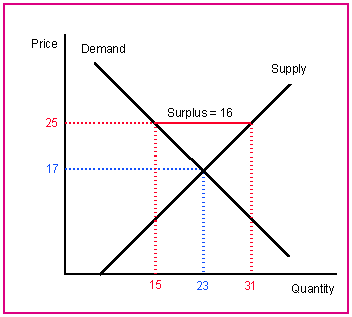 Price
Demand
Supply
Surplus = 16
25
17
15 23 31
Quantity